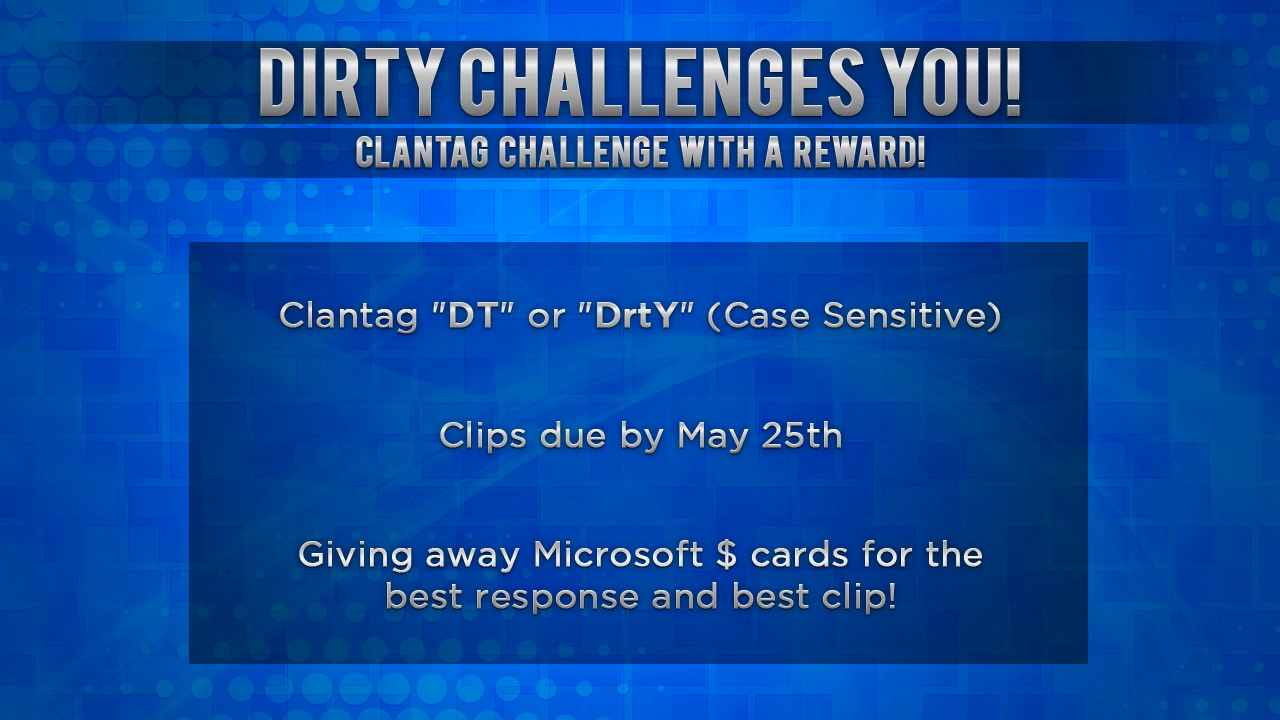 DIRTY CHALLENGES YOU!
CLANTAG CHALLENGE WITH A REWARD!
Clantag "DT" or "DrtY" (Case Sensitive)
Clips due by May 25th
Giving away Microsoft $ cards for the
best response and best clip!